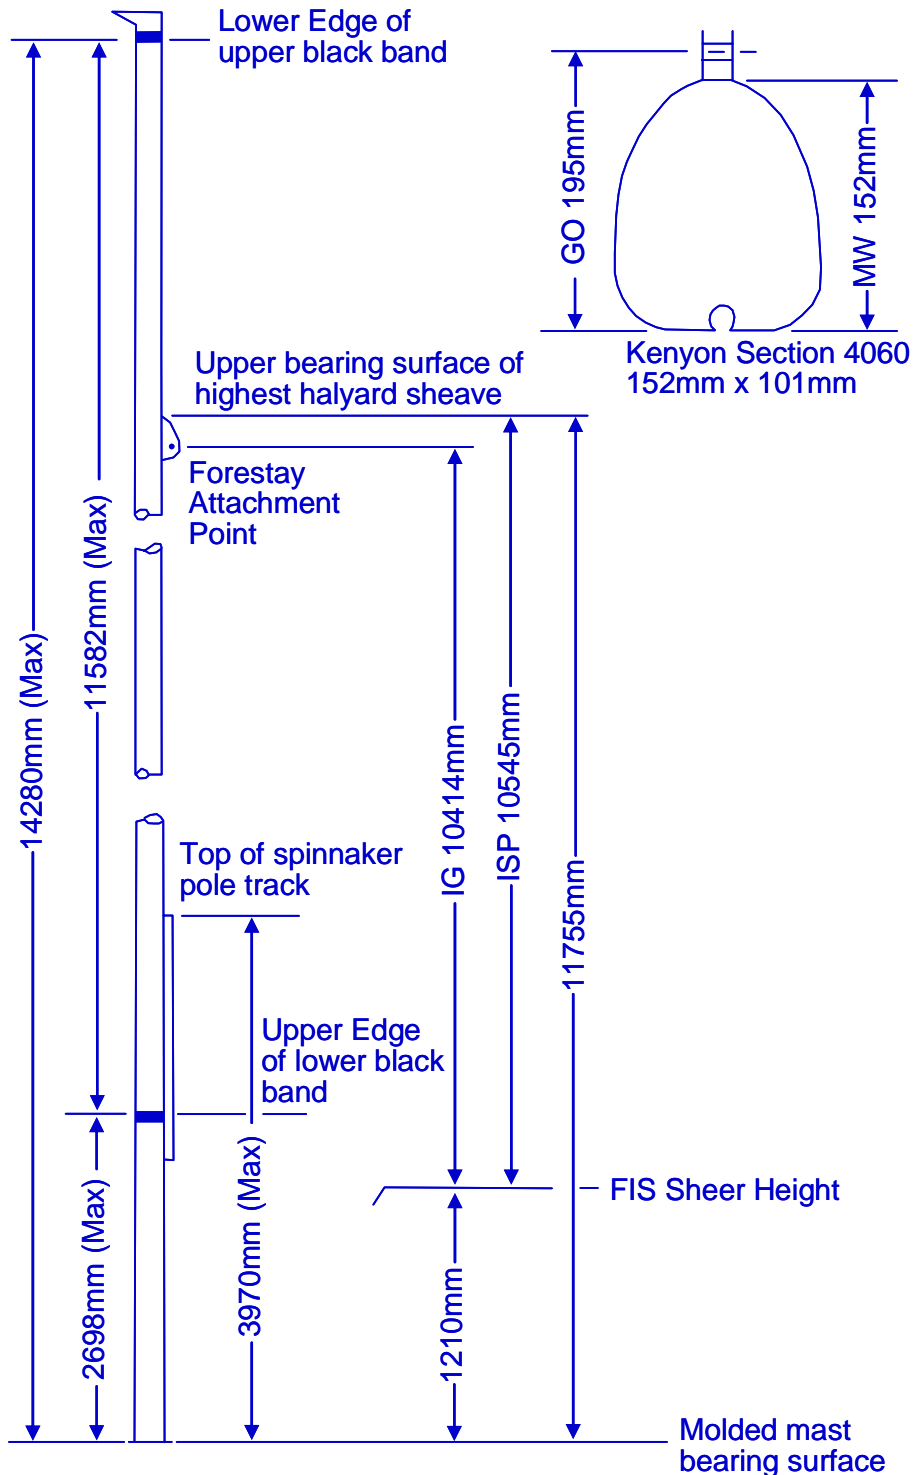 Lower Edge of
upper black band
GO 195mm
MW 152mm
Kenyon Section 4060
152mm x 101mm
Upper bearing surface of
highest halyard sheave
Forestay
Attachment
Point
14280mm (Max)
11582mm (Max)
IG 10414mm
ISP 10545mm
11755mm
Top of spinnaker
pole track
Upper Edge
of lower black
band
2698mm (Max)
3970mm (Max)
FIS Sheer Height
1210mm
Molded mast
bearing surface